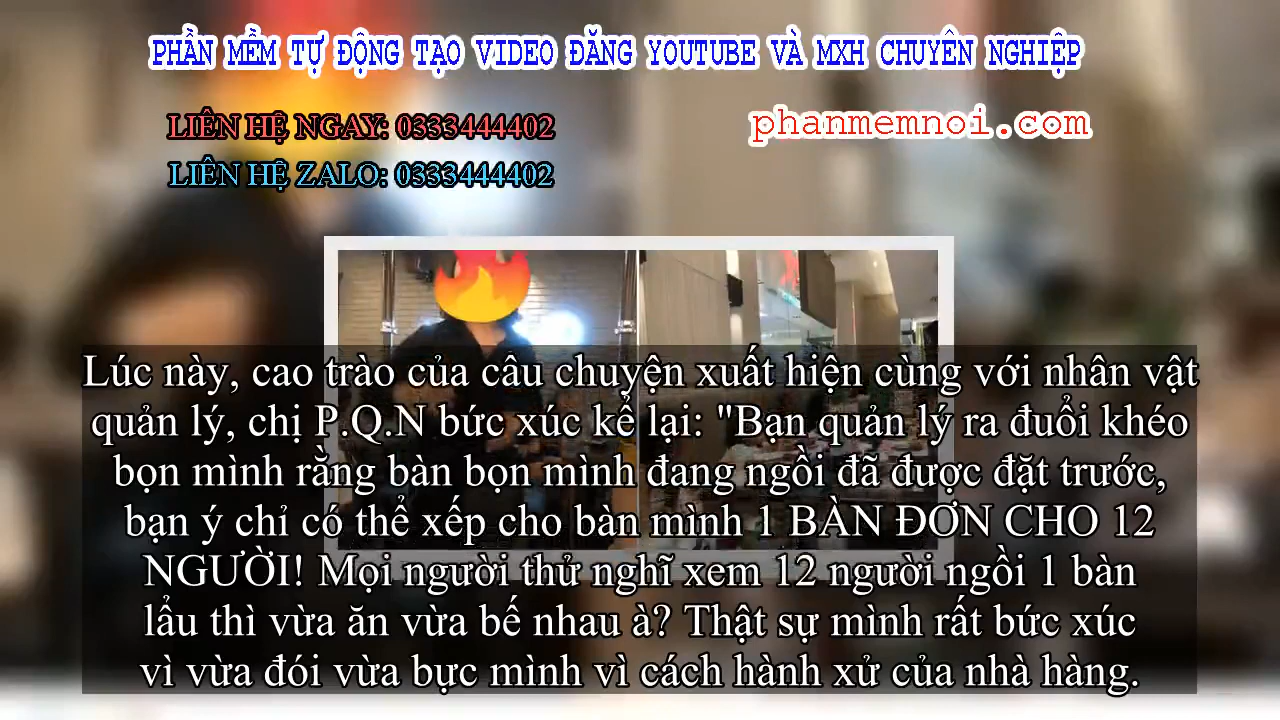 PHẦN MỀM TỰ ĐỘNG TẠO VIDEO ĐĂNG YOUTUBE VÀ MXH CHUYÊN NGHIỆP
LIÊN HỆ NGAY: 0333444402
phanmemnoi.com
LIÊN HỆ ZALO: 0333444402
Lúc này, cao trào của câu chuyện xuất hiện cùng với nhân vật
quản lý, chị P.Q.N bức xúc kể lại: "Bạn quản lý ra đuổi khéo
bọn mình rằng bàn bọn mình đang ngồi đã được đặt trước,
bạn ý chỉ có thể xếp cho bàn mình 1 BÀN ĐƠN CHO 12
NGƯỜI! Mọi người thử nghĩ xem 12 người ngồi 1 bàn
lẩu thì vừa ăn vừa bế nhau à? Thật sự mình rất bức xúc
vì vừa đói vừa bực mình vì cách hành xử của nhà hàng.